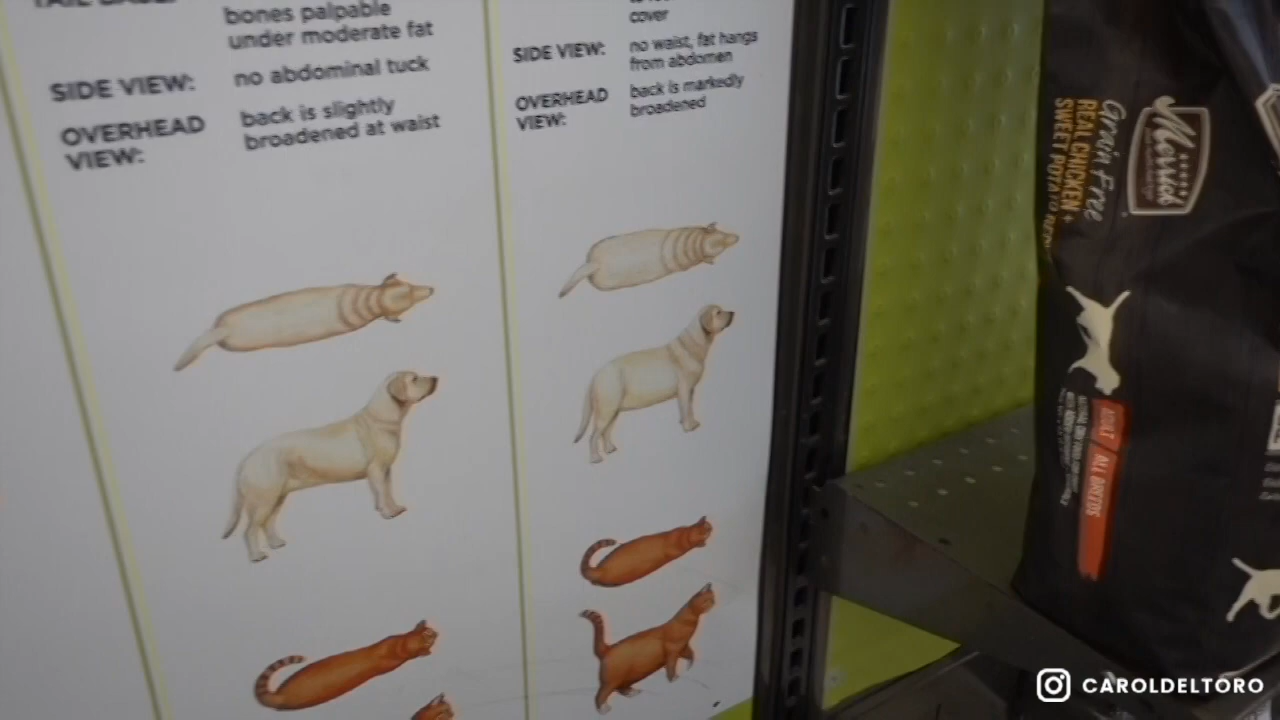 bones palpable
under moderate fat
SIDE VIEW:
no abdominal tuck
OVERHEAD
VIEW:
back is slightly
broadened at waist
cover
SIDE VIEW:
no waist, fat hangs
from abdomen
OVERHEAD
VIEW:
back is markedly
broadened
Merrick
Grain Free
REAL CHICKEN +
SWEET POTATO
ADULT ALL BREEDS
CAROLDELTORO